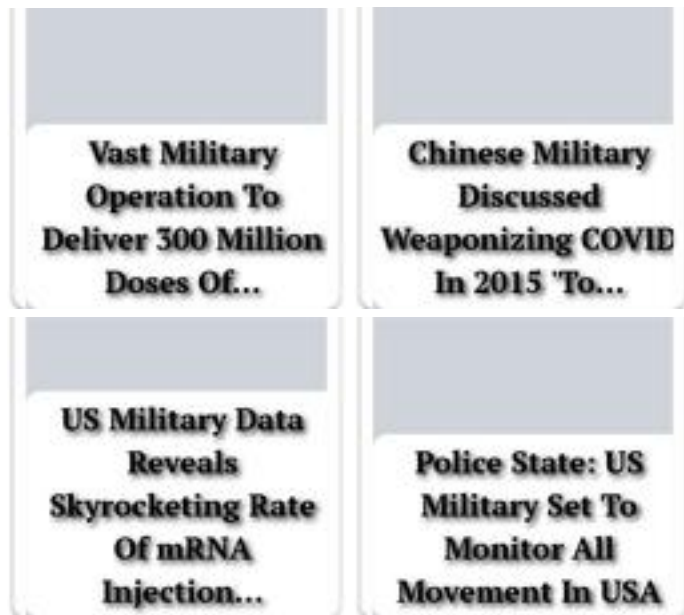 Vast Military
Operation To
Deliver 300 Million
Doses Of...
Chinese Military
Discussed
Weaponizing COVID
In 2015 'To...
US Military Data
Reveals
Skyrocketing Rate
Of mRNA
Injection...
Police State: US
Military Set To
Monitor All
Movement In USA